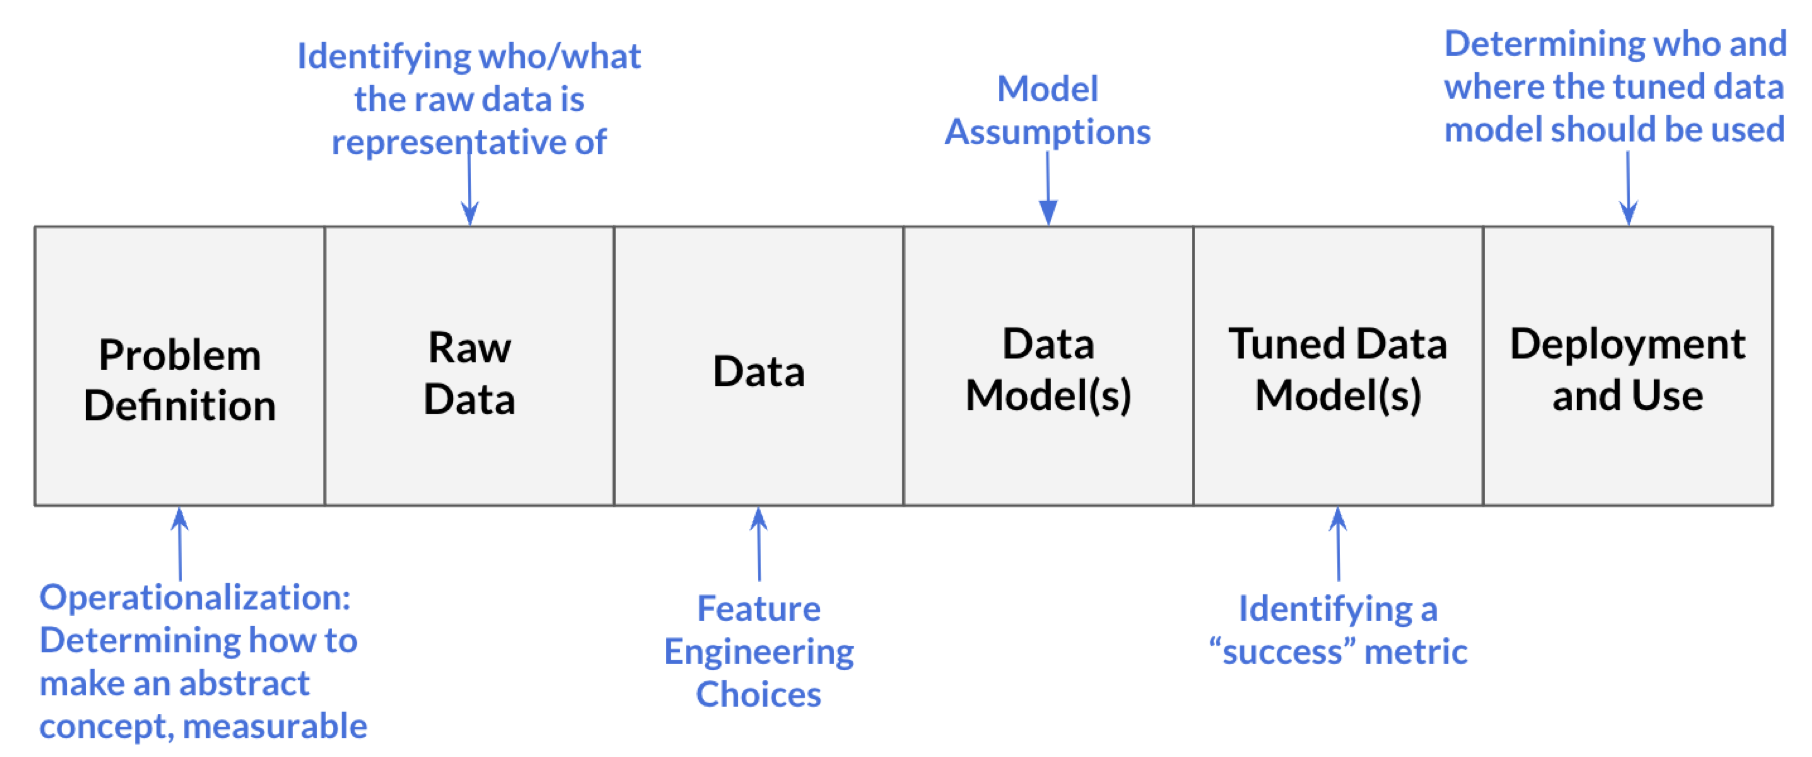 Identifying who/what
the raw data is
representative of
Model
Assumptions
Determining who and
where the tuned data
model should be used
Problem
Definition
Raw
Data
Data
Data
Model(s)
Tuned Data
Model(s)
Deployment
and Use
Operationalization:
Determining how to
make an abstract
concept, measurable
Feature
Engineering
Choices
Identifying a
“success” metric